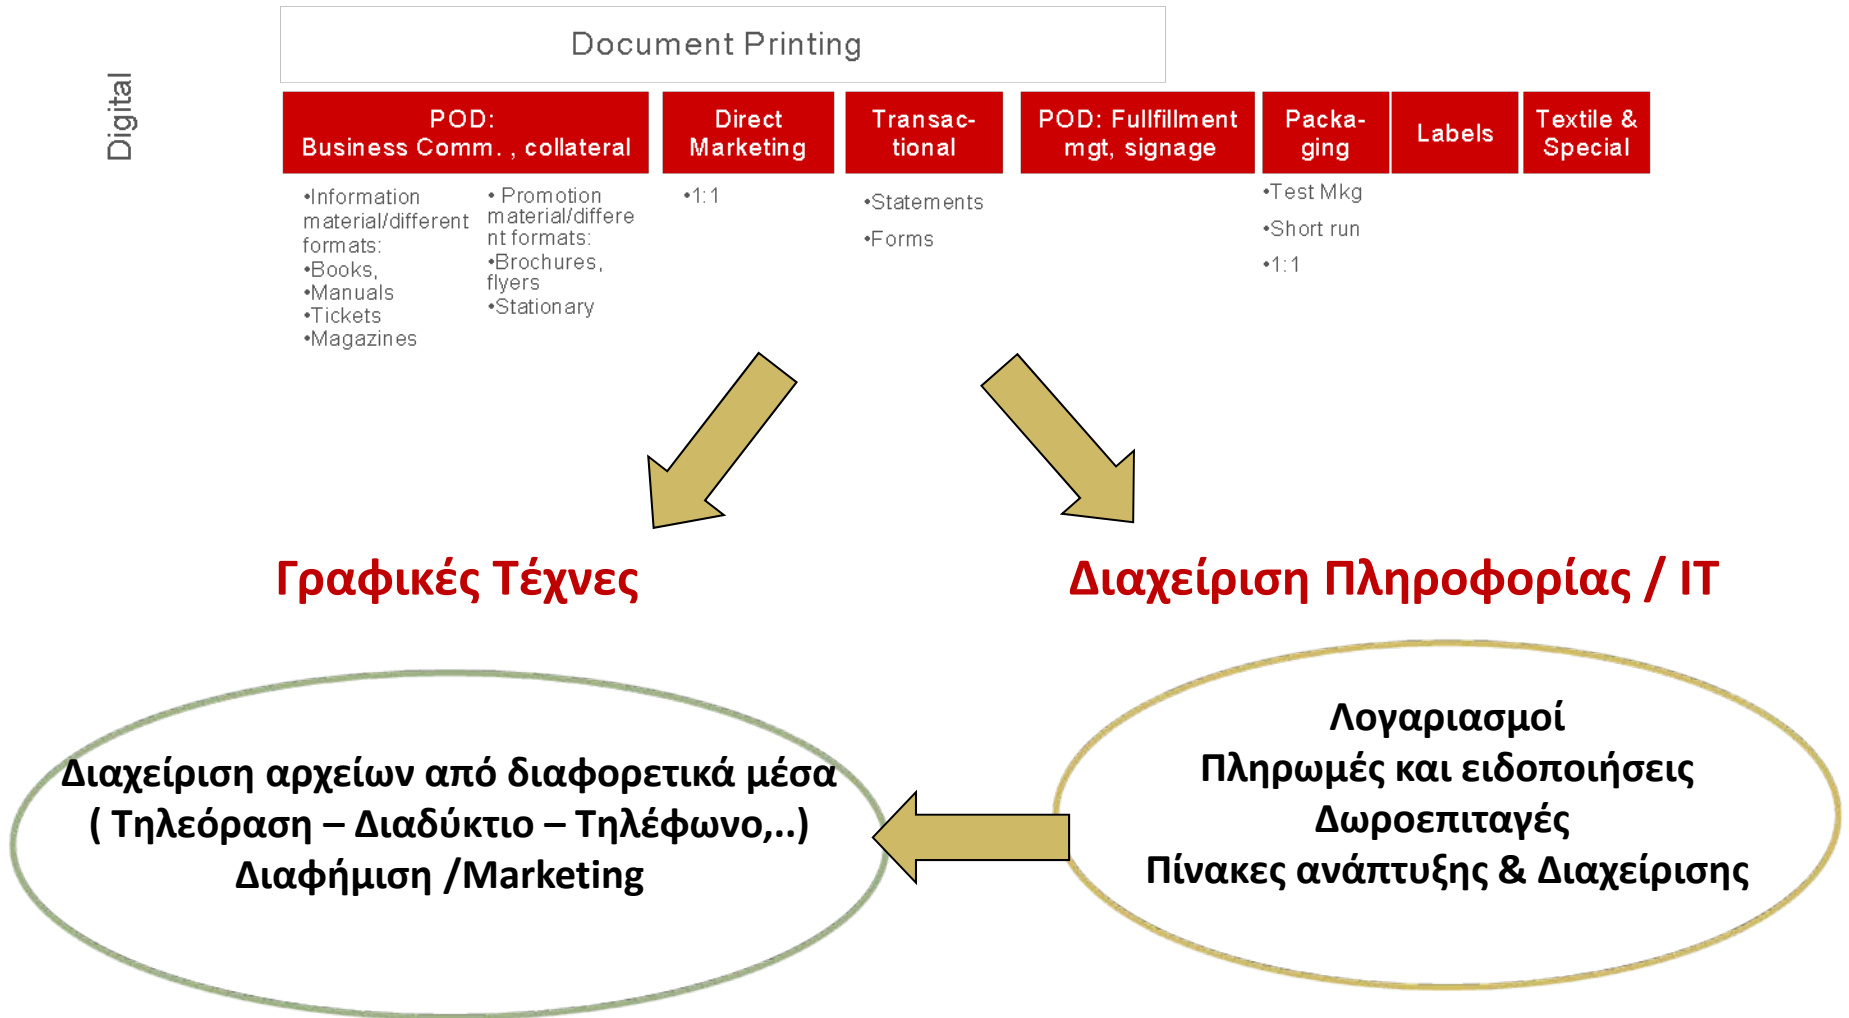 Document Printing
Digital
POD:
Business Comm. , collateral
Direct
Marketing
Transac-
tional
POD: Fullfillment
mgt, signage
Packa-
ging
Labels
Textile &
Special
•Information
material/different
formats:
•Books,
•Manuals
•Tickets
•Magazines
• Promotion
material/differe
nt formats:
•Brochures,
flyers
•Stationary
•1:1
•Statements
•Forms
•Test Mkg
•Short run
•1:1
Γραφικές Τέχνες
Διαχείριση Πληροφορίας / IT
Διαχείριση αρχείων από διαφορετικά μέσα
( Τηλεόραση – Διαδύκτιο – Τηλέφωνο,..)
Διαφήμιση /Marketing
Λογαριασμοί
Πληρωμές και ειδοποιήσεις
Δωροεπιταγές
Πίνακες ανάπτυξης & Διαχείρισης